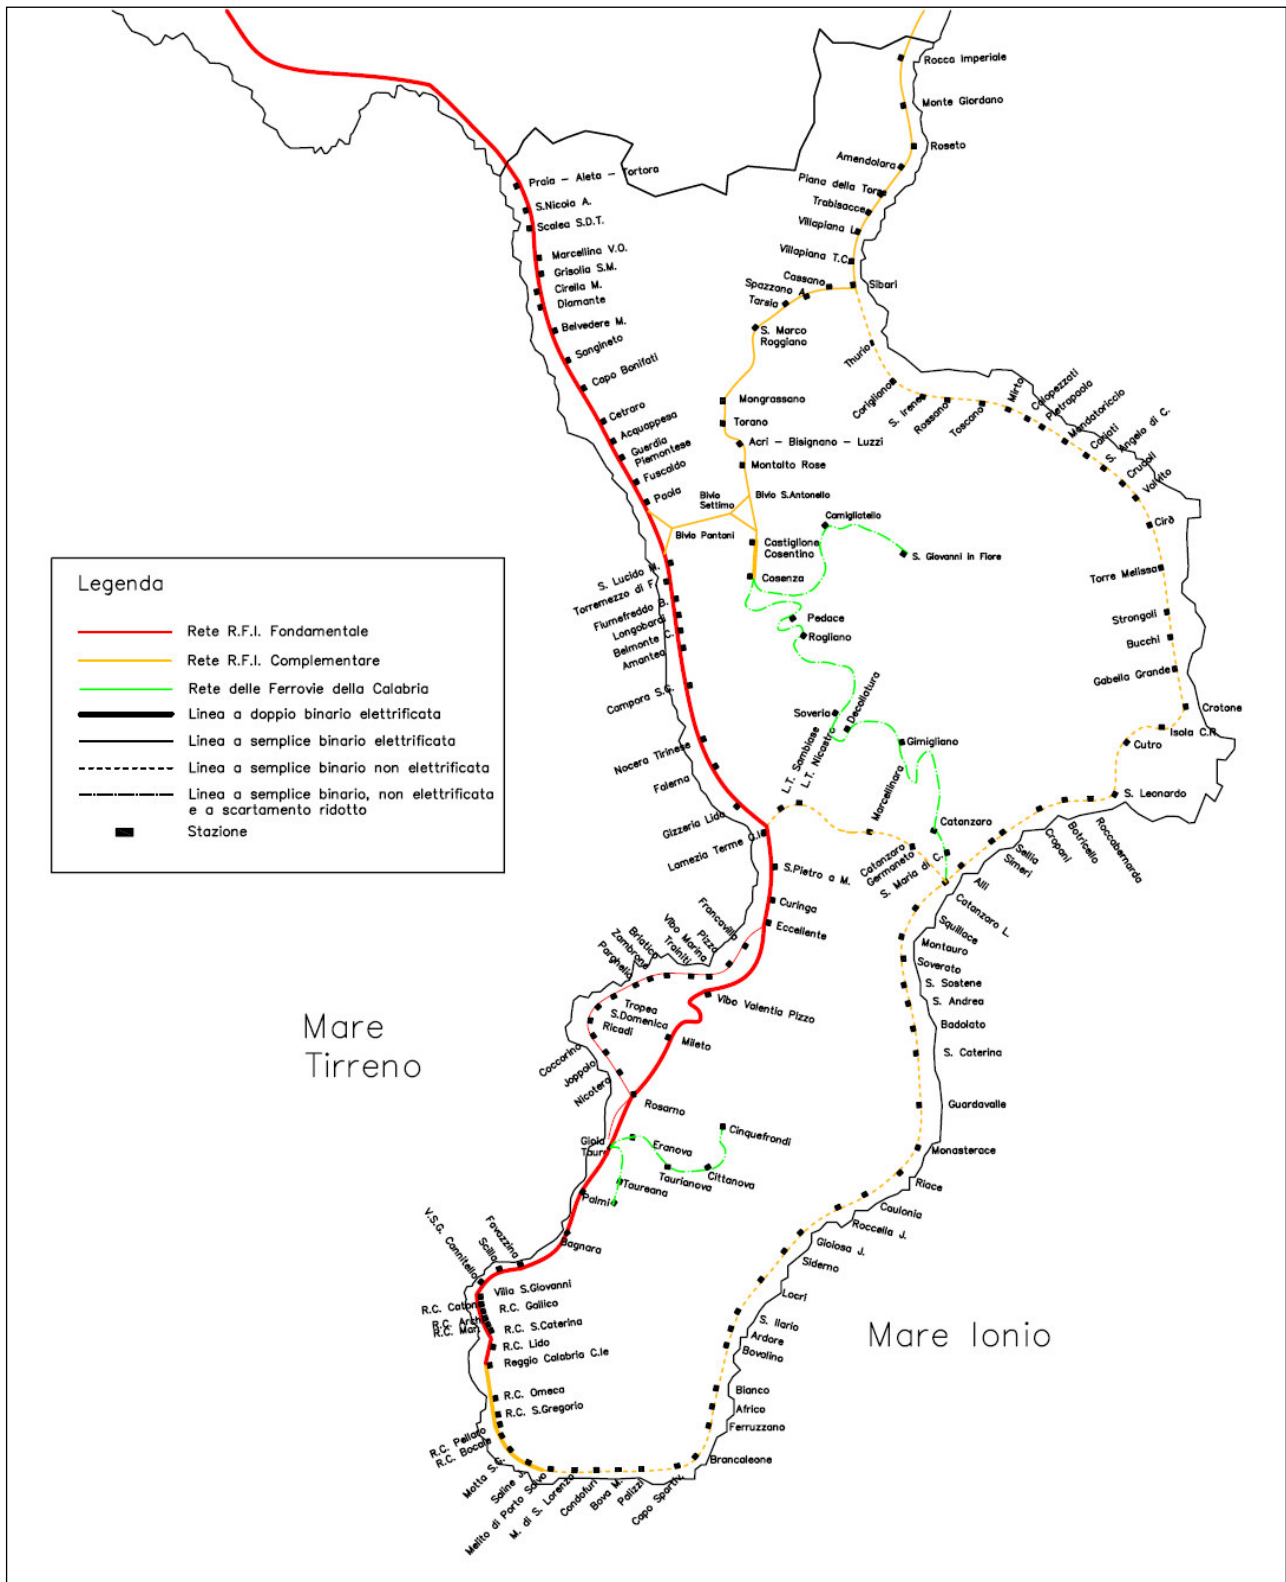 Rocca Imperiale
Monte Giordano
Roseto
Amendolara
Piana della Torre
Trabisacce
Villapiana L.
Villapiana T.C.
Cassano
Sibari
Spazzano A.
Tarsia
S. Marco
Roggiano
Mongrassano
Torano
Acri - Bisignano - Luzzi
Montalto Rose
Bivio
Settimo
Bivio S.Antonello
Bivio Pantani
Castiglione
Cosentino
Cosenza
Camigliatello
S. Giovanni in Fiore
Pedace
Rogliano
Soveria
Decollatura
Gimigliano
Catanzaro
Praia - Aleta - Tortora
S.Nicola A.
Scalea S.D.T.
Marcellina V.O.
Grisolia S.M.
Cirella M.
Diamante
Belvedere M.
Sangineto
Capo Bonifati
Cetraro
Acquappesa
Guardia
Piemontese
Fuscaldo
Paola
S. Lucido M.
Torremezzo di F.
Fiumefreddo B.
Longobardi
Belmonte C.
Amantea
Campora S.G.
Nocera Tirinese
Falerna
Gizzeria Lido
Lamezia Terme C.le
L.T. Sambiase
L.T. Nicastro
Marcellinara
Catanzaro
Germaneto
S. Maria di C.
Thurio
Corigliano
S. Irene
Rossano
Toscano
Mirto
Calopezzati
Pietrapaola
Mandatoriccio
Cariati
S. Angelo di C.
Crucoli
Volvito
Cirò
Torre Melissa
Strongoli
Bucchi
Gabella Grande
Crotone
Isola C.R.
Cutro
S. Leonardo
Roccabernarda
Botricello
Cropani
Sellia
Simeri
Alli
Catanzaro L.
Squillace
Montauro
Soverato
S. Sostene
S. Andrea
Badolato
S. Caterina
Guardavalle
Monasterace
Riace
Caulonia
Roccella J.
Gioiosa J.
Siderno
Locri
S. Ilario
Ardore
Bovalino
Bianco
Africo
Ferruzzano
Brancaleone
Capo Spartiv.
Palizzi
Bova M.
Condofuri
M. di S. Lorenzo
Melito di Porto Salvo
Saline J.
Motta S.G.
R.C. Bocale
R.C. Pellaro
R.C. S.Gregorio
R.C. Omeca
Reggio Calabria C.le
R.C. Lido
R.C. S.Caterina
R.C. Mar.
R.C. Arch
R.C. Gallico
R.C. Caton
Villa S.Giovanni
V.S.G. Cannitello
Scilla
Favazzina
Bagnara
Palmi
Taureana
Gioia
Tauro
Eranova
Taurianova
Cittanova
Cinquefrondi
Rosarno
Nicotera
Joppolo
Coccorino
Ricadi
S.Domenica
Tropea
Parghelia
Zambrone
Briatico
Trainiti
Vibo Marina
Pizzo
Francavilla
Mileto
Vibo Valentia Pizzo
Eccellente
Curinga
S.Pietro a M.
Legenda
Rete R.F.I. Fondamentale
Rete R.F.I. Complementare
Rete delle Ferrovie della Calabria
Linea a doppio binario elettrificata
Linea a semplice binario elettrificata
Linea a semplice binario non elettrificata
Linea a semplice binario, non elettrificata
e a scartamento ridotto
Stazione
Mare
Tirreno
Mare Ionio